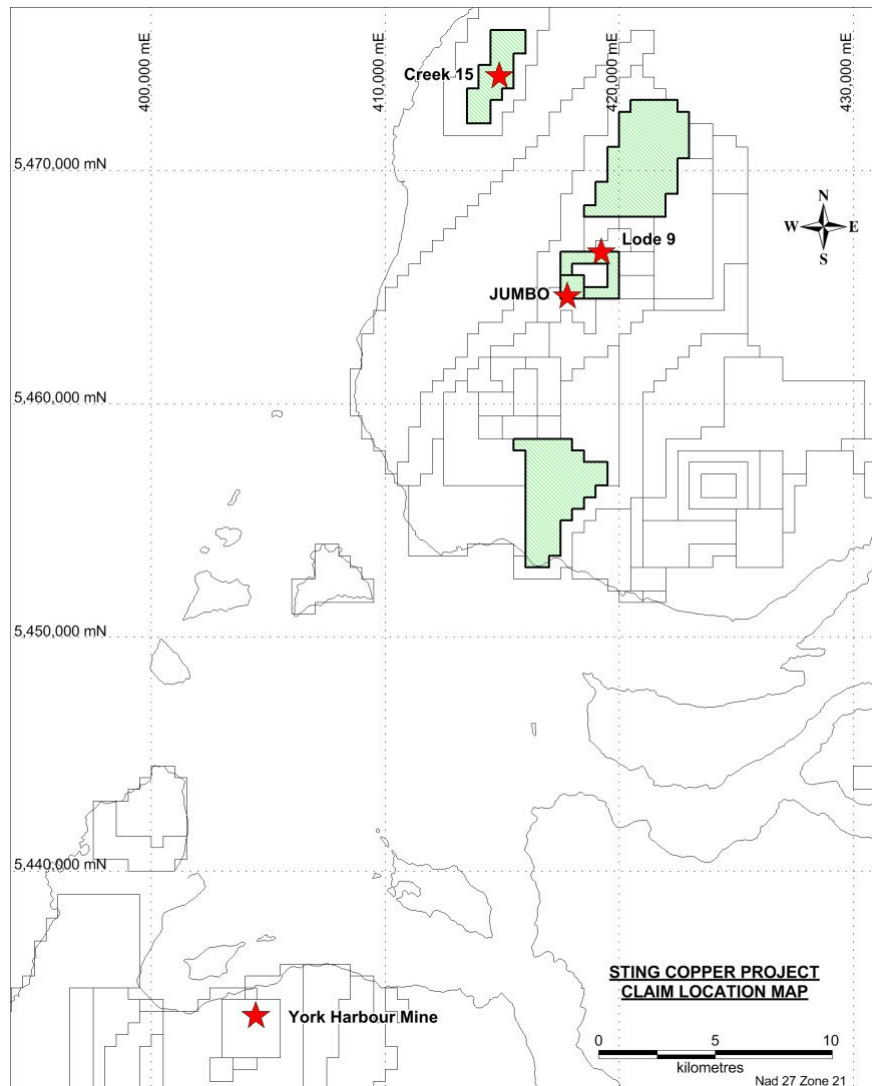 400,000 mE
410,000 mE
420,000 mE
430,000 mE
Creek 15
5,470,000 mN
N
W E
S
Lode 9
JUMBO
5,460,000 mN
5,450,000 mN
5,440,000 mN
STING COPPER PROJECT
CLAIM LOCATION MAP
York Harbour Mine
0 5 10
kilometres
Nad 27 Zone 21